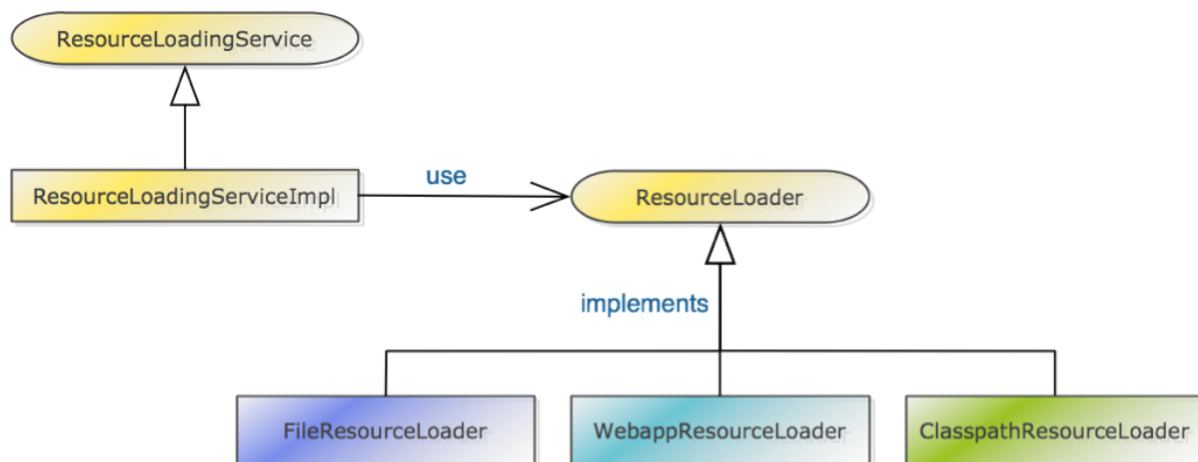 ResourceLoadingService
ResourceLoadingServiceImpl
use
ResourceLoader
implements
FileResourceLoader
WebappResourceLoader
ClasspathResourceLoader